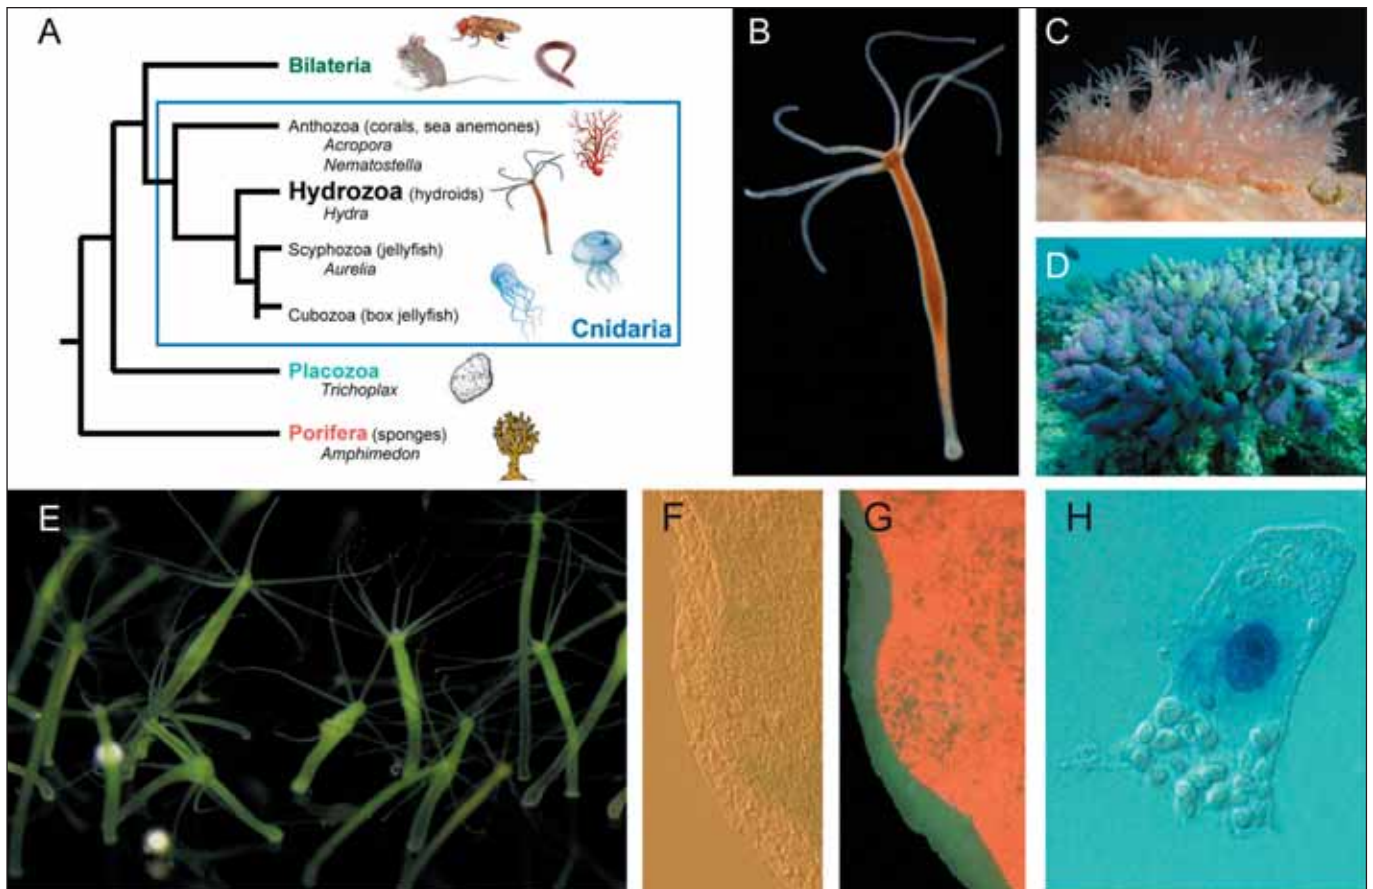 A
Bilateria
Anthozoa (corals, sea anemones)
Acropora
Nematostella
Hydrozoa (hydroids)
Hydra
Scyphozoa (jellyfish)
Aurelia
Cubozoa (box jellyfish)
Cnidaria
Placozoa
Trichoplax
Porifera (sponges)
Amphimedon
B
C
D
E
F
G
H